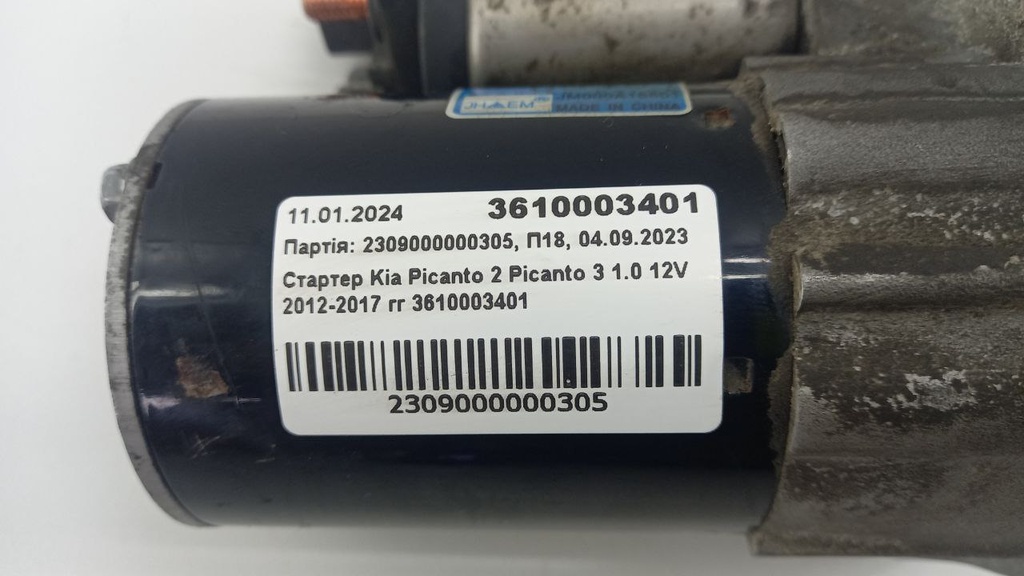 JHAEM
MADE IN CHINA
11.01.2024 3610003401
Партія: 2309000000305, П18, 04.09.2023
Стартер Kia Picanto 2 Picanto 3 1.0 12V
2012-2017 гг 3610003401
2309000000305